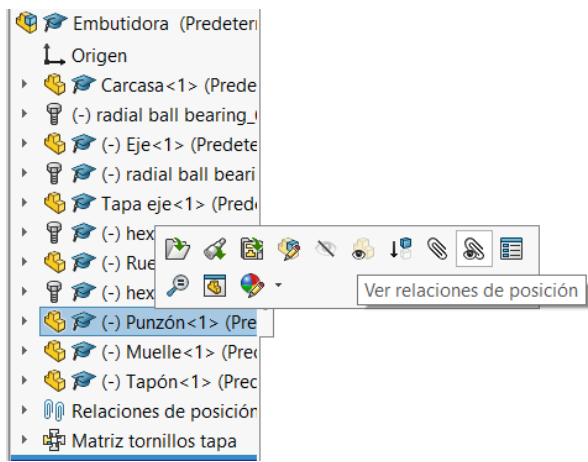 Embutidora (Predeter
Origen
Carcasa<1> (Prede
(-) radial ball bearing_
(-) Eje<1> (Predete
(-) radial ball beari
Tapa eje<1> (Pred
(-) hex
(-) Rue
(-) hex
Ver relaciones de posición
(-) Punzón<1> (Pre
(-) Muelle<1> (Pre
(-) Tapón<1> (Prec
Relaciones de posición
Matriz tornillos tapa